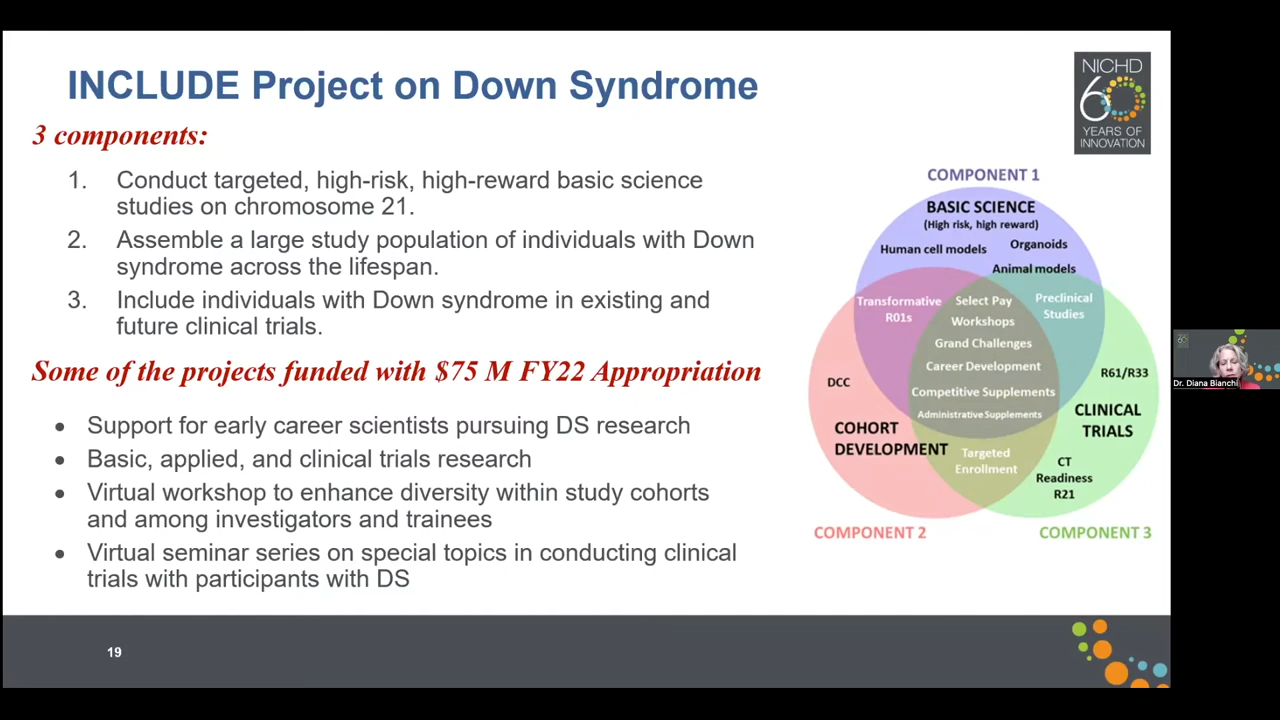 INCLUDE Project on Down Syndrome
3 components:
1. Conduct targeted, high-risk, high-reward basic science
studies on chromosome 21.
2. Assemble a large study population of individuals with Down
syndrome across the lifespan.
3. Include individuals with Down syndrome in existing and
future clinical trials.
Some of the projects funded with $75 M FY22 Appropriation
• Support for early career scientists pursuing DS research
• Basic, applied, and clinical trials research
• Virtual workshop to enhance diversity within study cohorts
and among investigators and trainees
• Virtual seminar series on special topics in conducting clinical
trials with participants with DS
NICHD
60
YEARS OF
INNOVATION
COMPONENT 1
BASIC SCIENCE
(High risk, high reward)
Human cell models
Organoids
Animal models
Transformative
R01s
Select Pay
Workshops
Grand Challenges
Career Development
Competitive Supplements
Administrative Supplements
Preclinical
Studies
DCC
COHORT
DEVELOPMENT
Targeted
Enrollment
R61/R33
CLINICAL
TRIALS
CT
Readiness
R21
COMPONENT 2
COMPONENT 3
19
60
Dr. Diana Bianchi